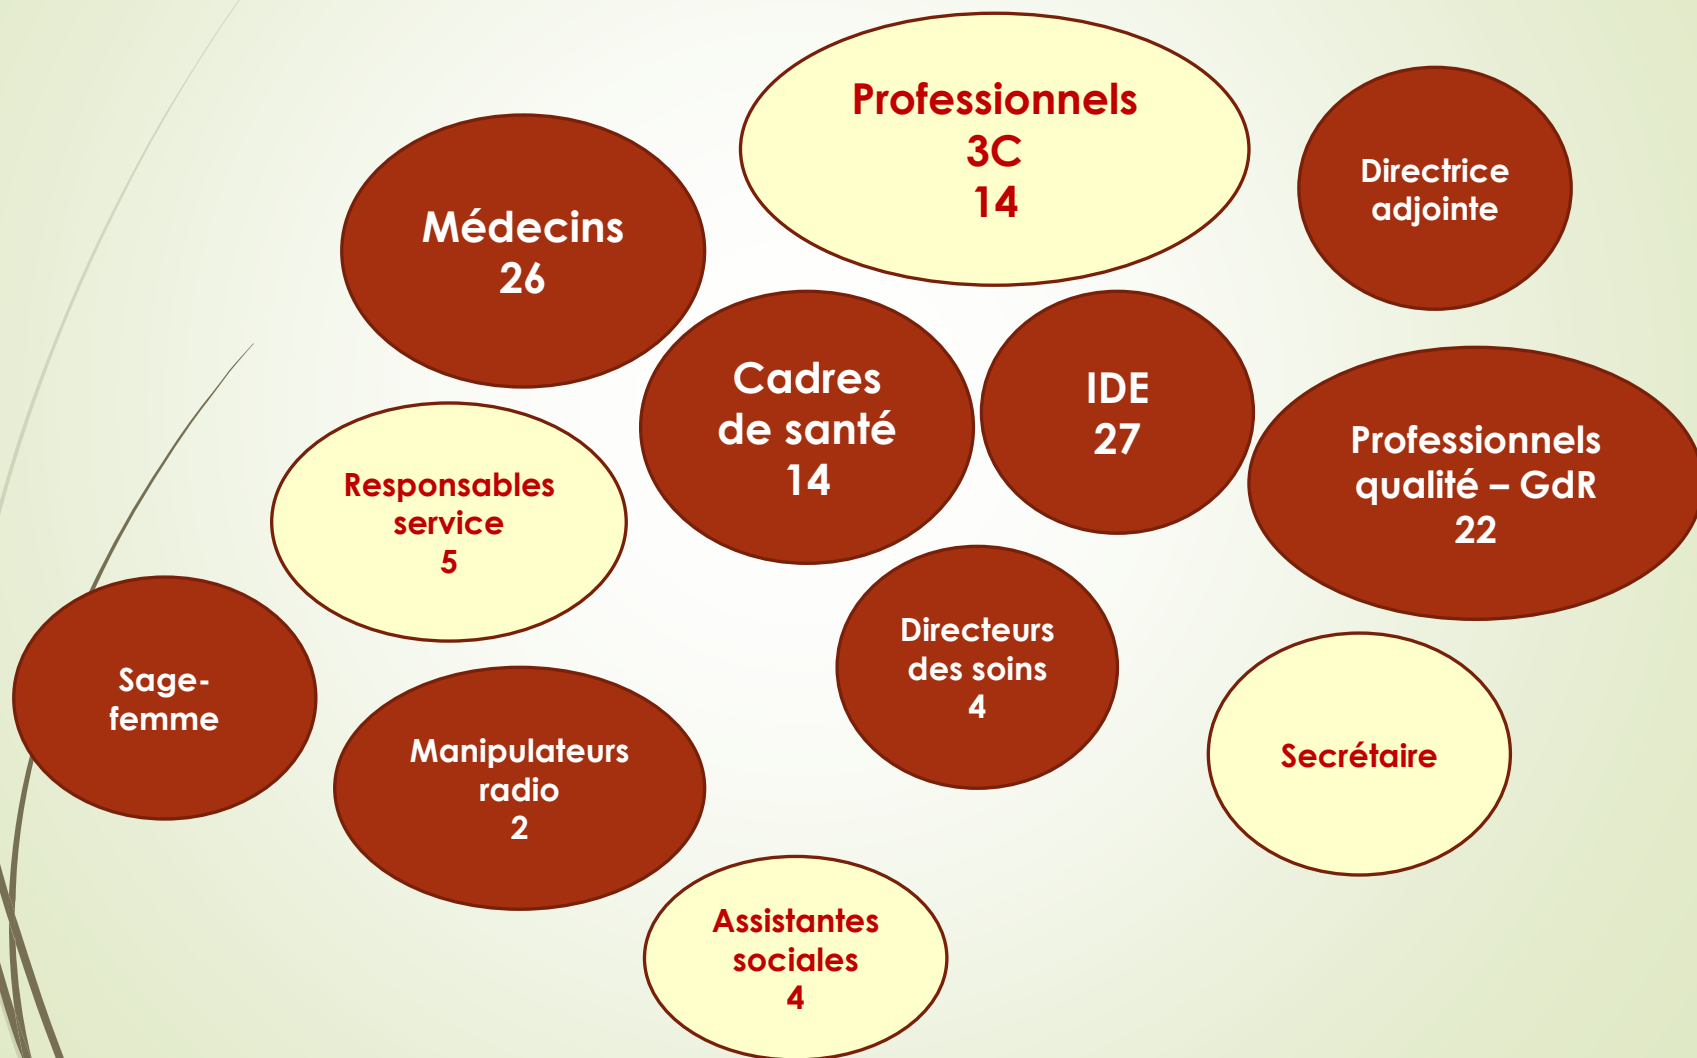 Professionnels
3C
14
Directrice
adjointe
Médecins
26
Cadres
de santé
14
IDE
27
Professionnels
qualité – GdR
22
Responsables
service
5
Directeurs
des soins
4
Sage-
femme
Manipulateurs
radio
2
Secrétaire
Assistantes
sociales
4